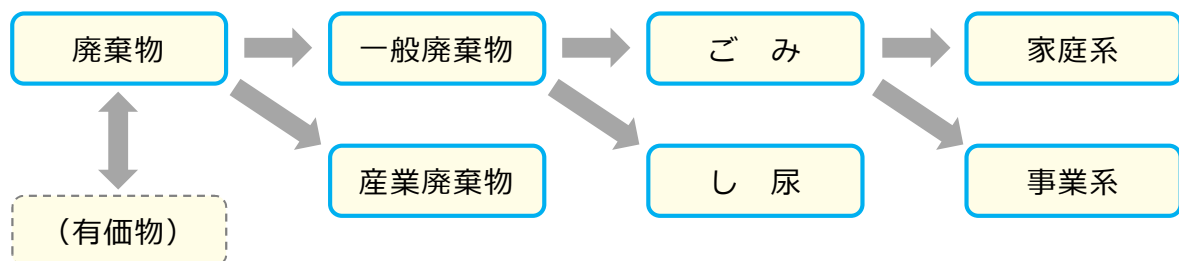 廃棄物
一般廃棄物
ご　み
家庭系
産業廃棄物
し　尿
事業系
（有価物）